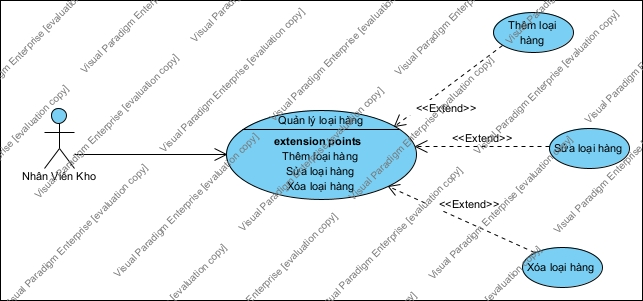 Thêm loại
hàng
<<Extend>>
Quản lý loại hàng
extension points
Thêm loại hàng
Sửa loại hàng
Xóa loại hàng
Nhân Viên Kho
<<Extend>>
Sửa loại hàng
<<Extend>>
Xóa loại hàng
Visual Paradigm Enterprise [evaluation copy]